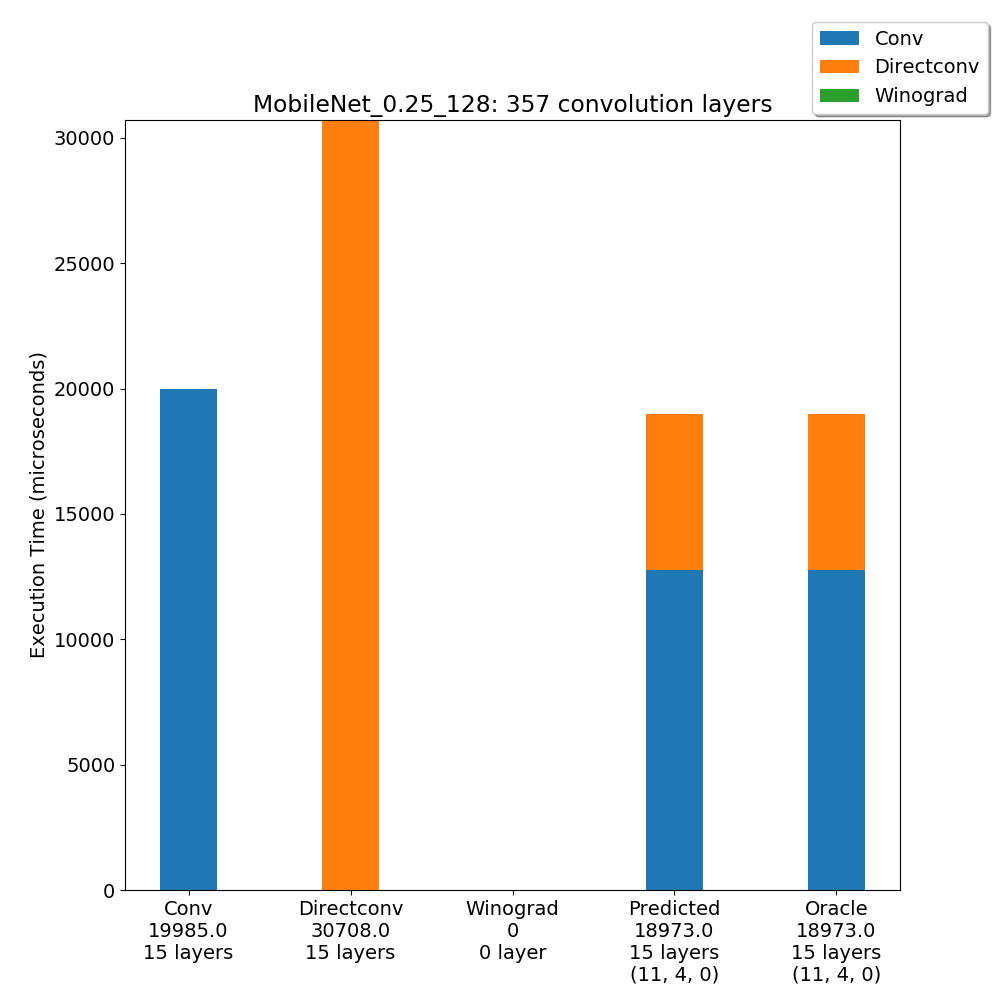 Conv
Directconv
Winograd
MobileNet_0.25_128: 357 convolution layers
Execution Time (microseconds)
30000
25000
20000
15000
10000
5000
0
Conv
19985.0
15 layers
Directconv
30708.0
15 layers
Winograd
0
0 layer
Predicted
18973.0
15 layers
(11, 4, 0)
Oracle
18973.0
15 layers
(11, 4, 0)